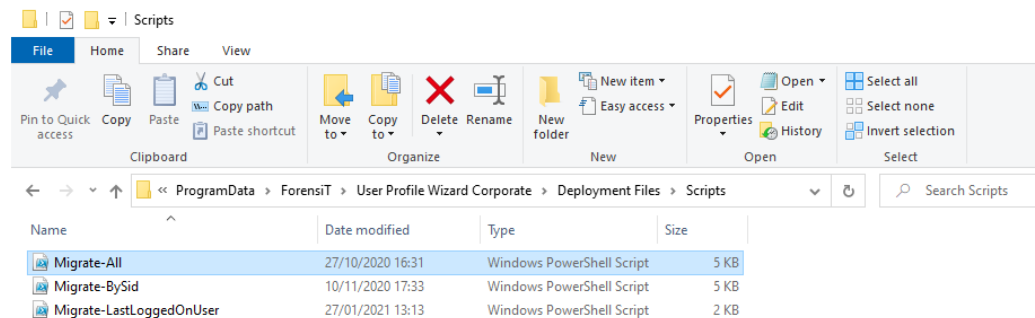 Scripts
File Home Share View
Pin to Quick access
Copy
Paste
Cut
Copy path
Paste shortcut
Clipboard
Move to
Copy to
Delete
Rename
Organize
New folder
New item
Easy access
New
Properties
Open
Edit
History
Open
Select all
Select none
Invert selection
Select
« ProgramData > ForensiT > User Profile Wizard Corporate > Deployment Files > Scripts
Search Scripts
Name Date modified Type Size
Migrate-All 27/10/2020 16:31 Windows PowerShell Script 5 KB
Migrate-BySid 10/11/2020 17:33 Windows PowerShell Script 5 KB
Migrate-LastLoggedOnUser 27/01/2021 13:13 Windows PowerShell Script 2 KB